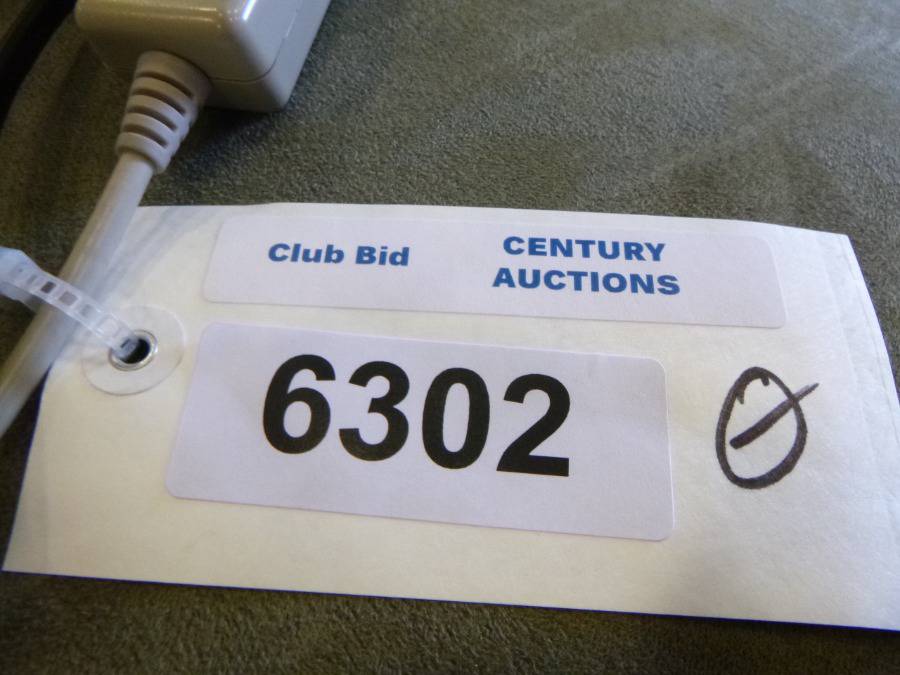 Club Bid
CENTURY
AUCTIONS
6302
Ø